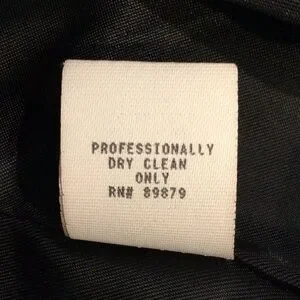 PROFESSIONALLY
DRY CLEAN
ONLY
RN# 89879